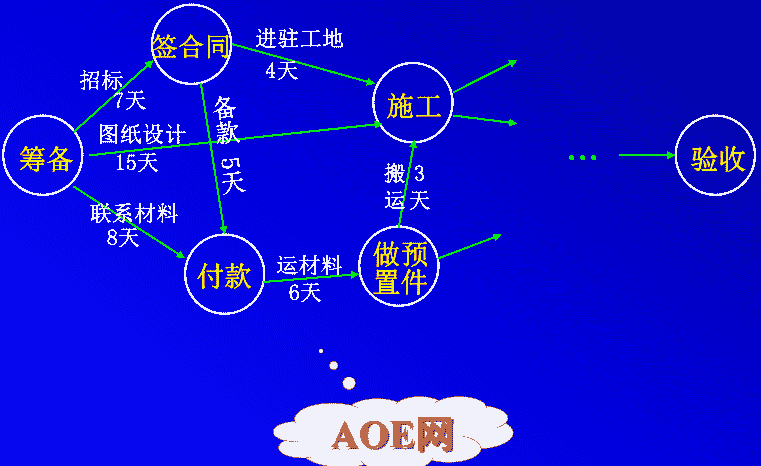 签合同
进驻工地
4天
招标
7天
备款 5天
施工
图纸设计
15天
筹备
搬 3
运 天
…
验收
联系材料
8天
付款
运材料
6天
做预
置件
AOE网